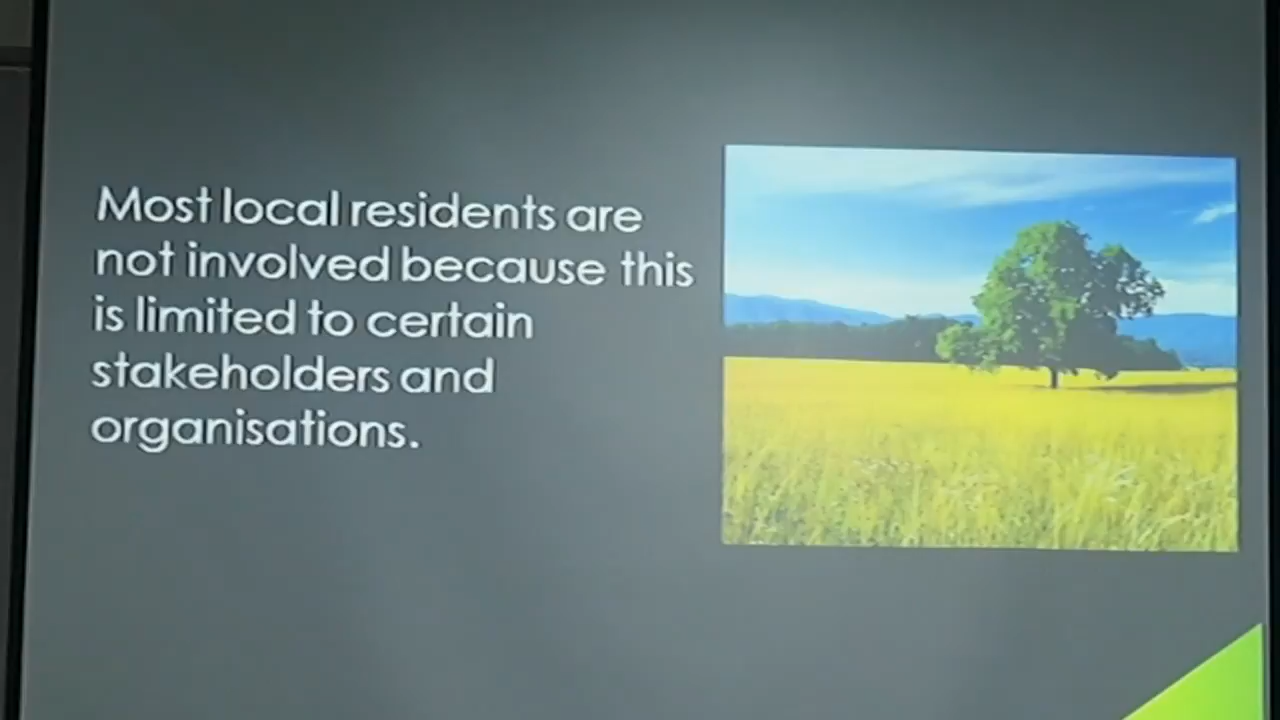 Most local residents are
not involved because this
is limited to certain
stakeholders and
organisations.